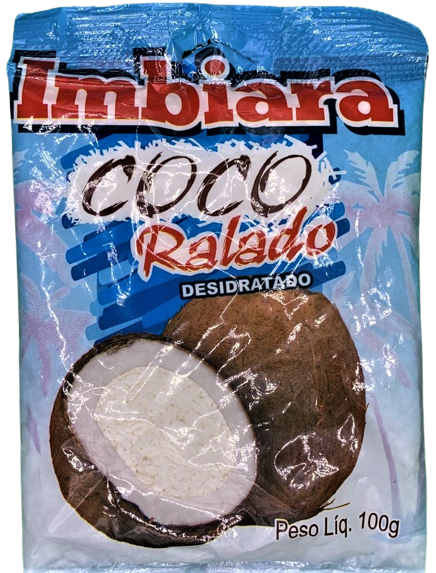 Imbiara
COCO
Ralado
DESIDRATADO
Peso Líq. 100g